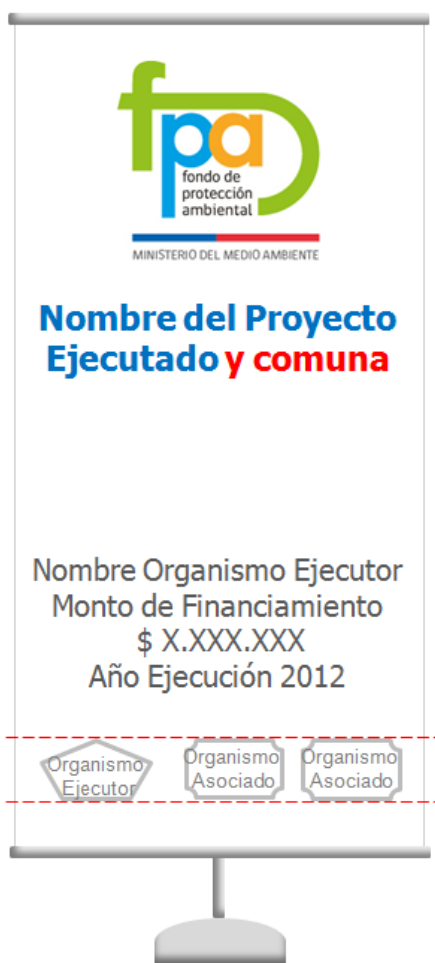 fpa
fondo de
protección
ambiental
MINISTERIO DEL MEDIO AMBIENTE
Nombre del Proyecto
Ejecutado y comuna
Nombre Organismo Ejecutor
Monto de Financiamiento
$ X.XXX.XXX
Año Ejecución 2012
Organismo
Ejecutor
Organismo
Asociado
Organismo
Asociado